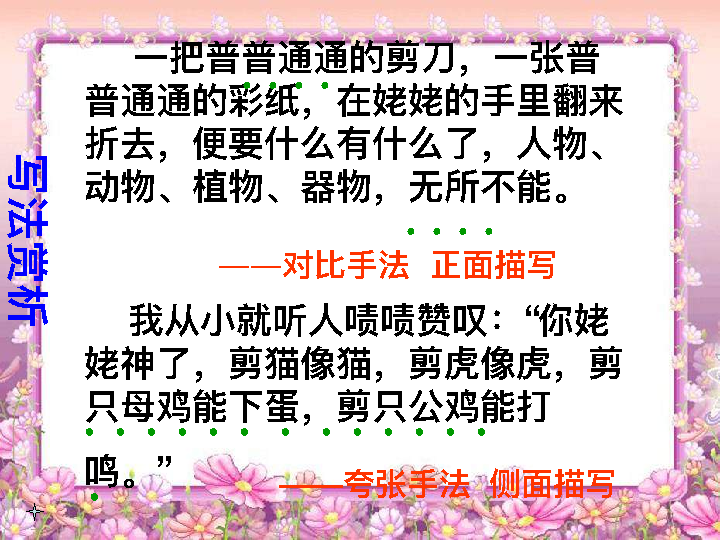 写法赏析
一把普普通通的剪刀，一张普
普通通的彩纸，在姥姥的手里翻来
折去，便要什么有什么了，人物、
动物、植物、器物，无所不能。
——对比手法 正面描写
我从小就听人啧啧赞叹：“你姥
姥神了，剪猫像猫，剪虎像虎，剪
只母鸡能下蛋，剪只公鸡能打
鸣。”
——夸张手法 侧面描写